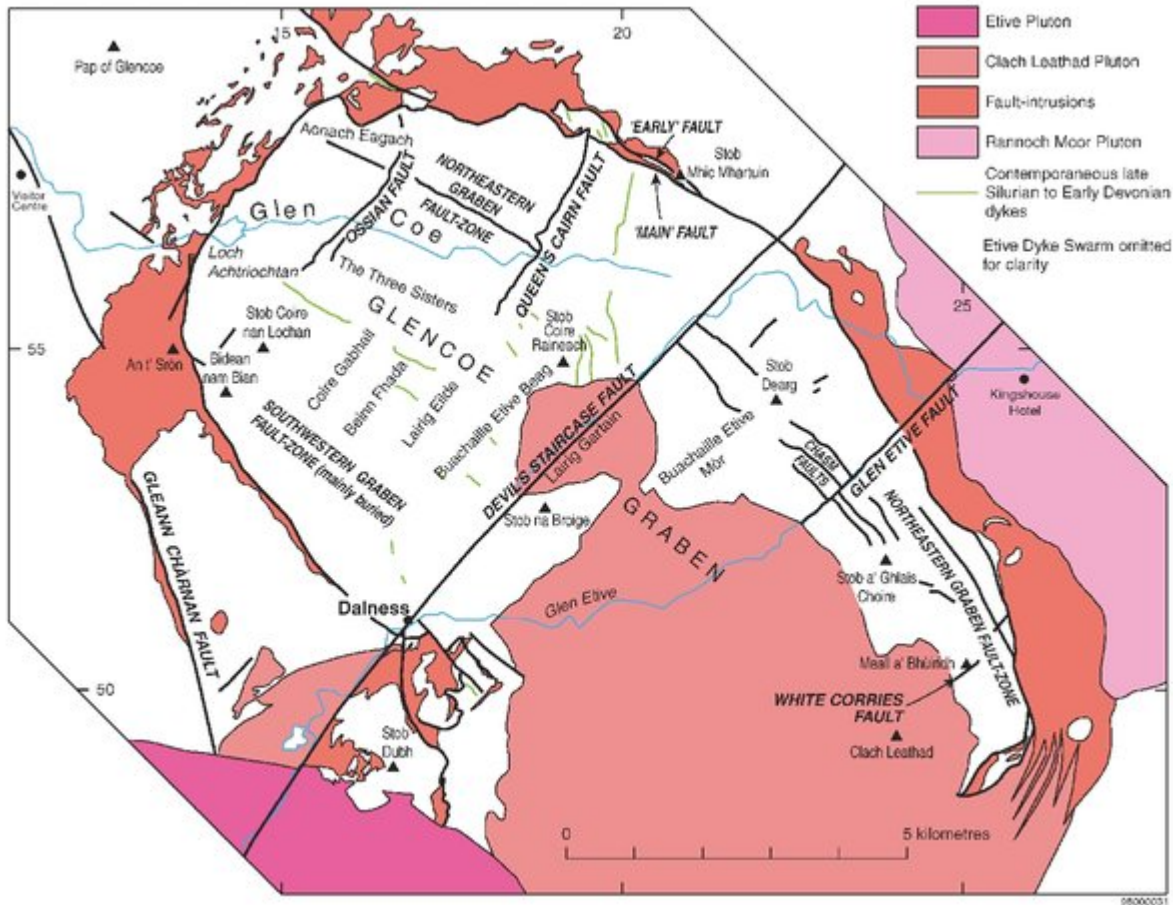 Etive Pluton
Clach Leathad Pluton
Fault-intrusions
Rannoch Moor Pluton
Contemporaneous late
Silurian to Early Devonian
dykes
Etive Dyke Swarm omitted
for clarity
15
20
Pap of Glencoe
Aonach Eagach
'EARLY' FAULT
Stob
Mhic Mhartuin
'MAIN' FAULT
Visitor
Centre
Glen
Coe
OSSIAN FAULT
NORTHEASTERN
GRABEN
FAULT-ZONE
QUEEN'S CAIRN FAULT
Loch
Achtriochtan
The Three Sisters
GLENCOE
Stob Coire
nan Lochan
Stob
Coire
Raineach
25
55
An t' Sròn
Bidean
nam Bian
Coire Gabhail
Beinn Fhada
Lairig Eilde
Buachaille Etive Beag
DEVIL'S STAIRCASE FAULT
Lairig Gartain
Stob
Dearg
Kingshouse
Hotel
Buachaille Etive
Mor
CHASM
FAULTS
GLEN ETIVE FAULT
SOUTHWESTERN GRABEN
FAULT-ZONE (mainly buried)
Stob na Broige
GRABEN
GLEANN CHÀRNAN FAULT
NORTHEASTERN GRABEN FAULT-ZONE
Stob a' Ghlais
Choire
Dalness
Glen Etive
50
Meall a' Bhùiridh
WHITE CORRIES
FAULT
Clach Leathad
Stob
Dubh
0
5 kilometres